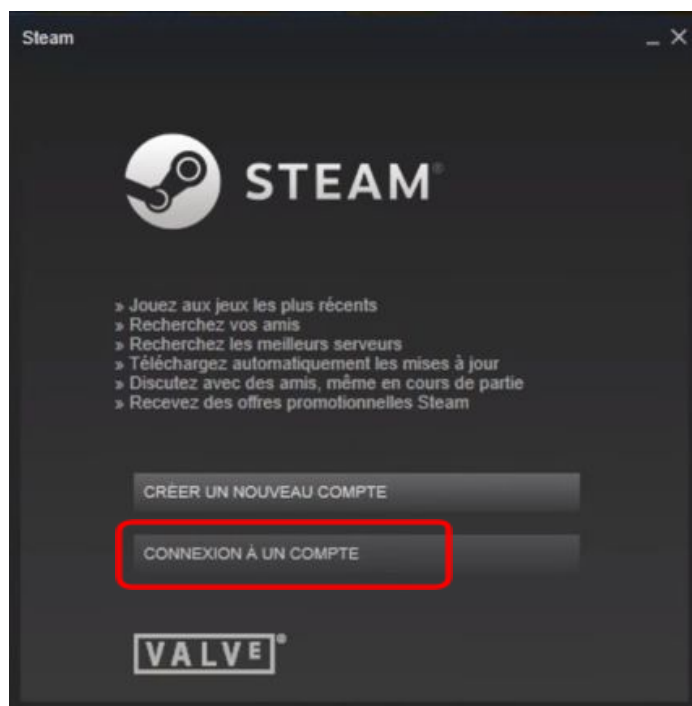 Steam
STEAM®
» Jouez aux jeux les plus récents
» Recherchez vos amis
» Recherchez les meilleurs serveurs
» Téléchargez automatiquement les mises à jour
» Discutez avec des amis, même en cours de partie
» Recevez des offres promotionnelles Steam
CRÉER UN NOUVEAU COMPTE
CONNEXION À UN COMPTE
VALVE®